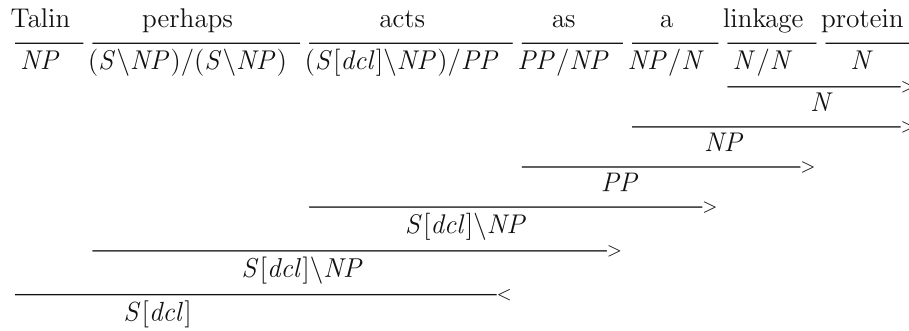 Talin perhaps acts as a linkage protein
NP (S\NP)/(S\NP) (S[dcl]\NP)/PP PP/NP NP/N N/N N
>
N
>
NP
>
PP
>
S[dcl]\NP
>
S[dcl]\NP
<
S[dcl]